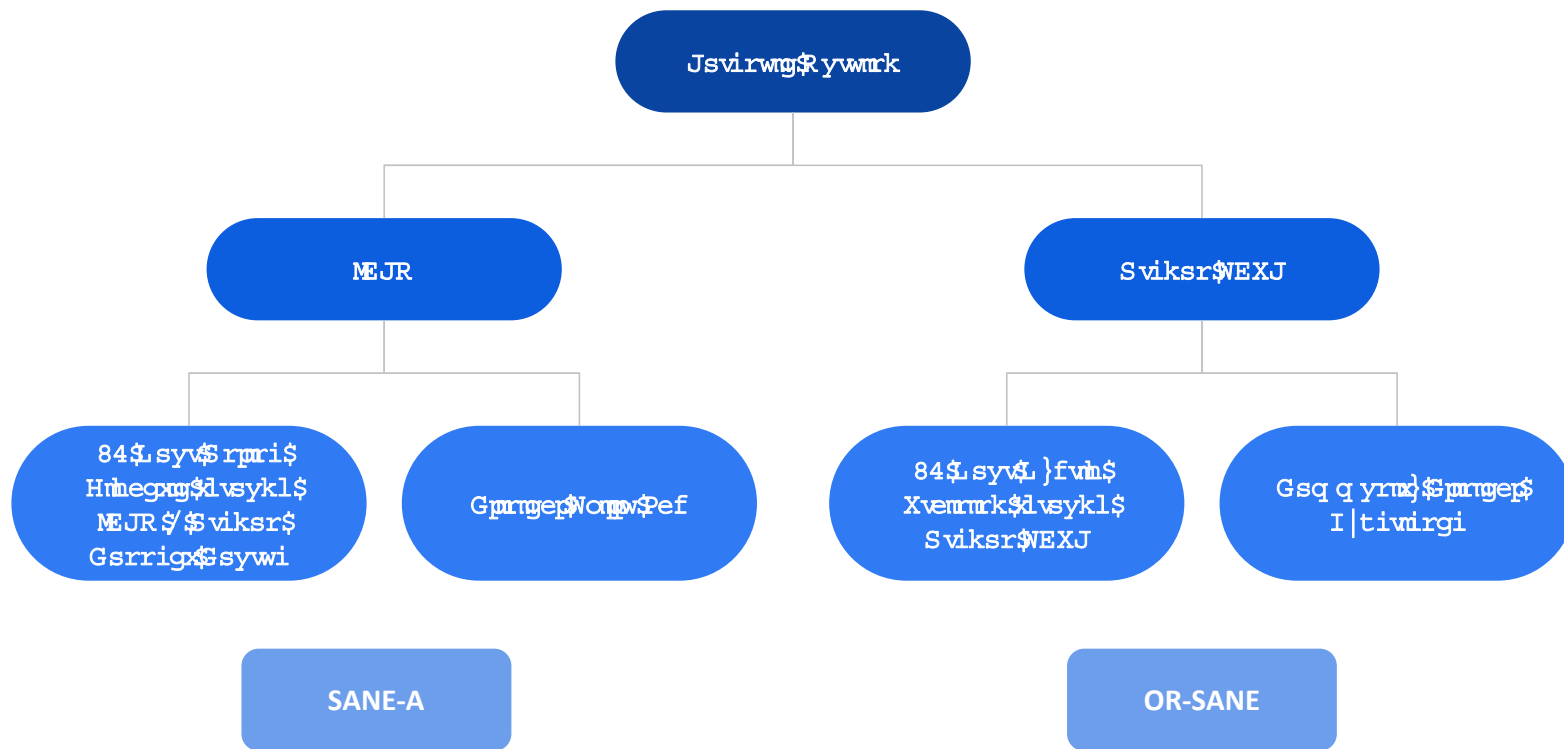 Jsvirwmg$Ryvwmrk
MEJR
Sviksr$WEXJ
84$Lsyv$Srpmri$
Hmhegxmg$xlvsykl$
MEJR$/$Sviksr$
Gsrrigx$Gsyvwi
Gpmrmgep$Womppw$Pef
84$Lsyv$L}fvmh$
Xvemrmrk$xlvsykl$
Sviksr$WEXJ
Gsqqyrmx}$Gpmrmgep$
I|tivmirgi
SANE-A
OR-SANE